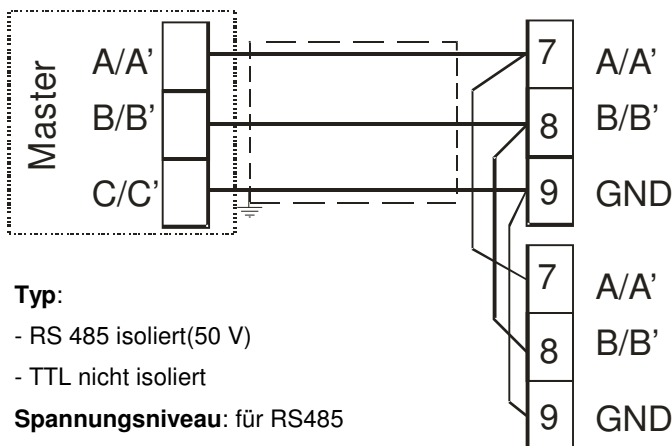 Master
A/A' 7 A/A'
B/B' 8 B/B'
C/C' 9 GND
7 A/A'
8 B/B'
9 GND
Typ:
- RS 485 isoliert(50 V)
- TTL nicht isoliert
Spannungsniveau: für RS485